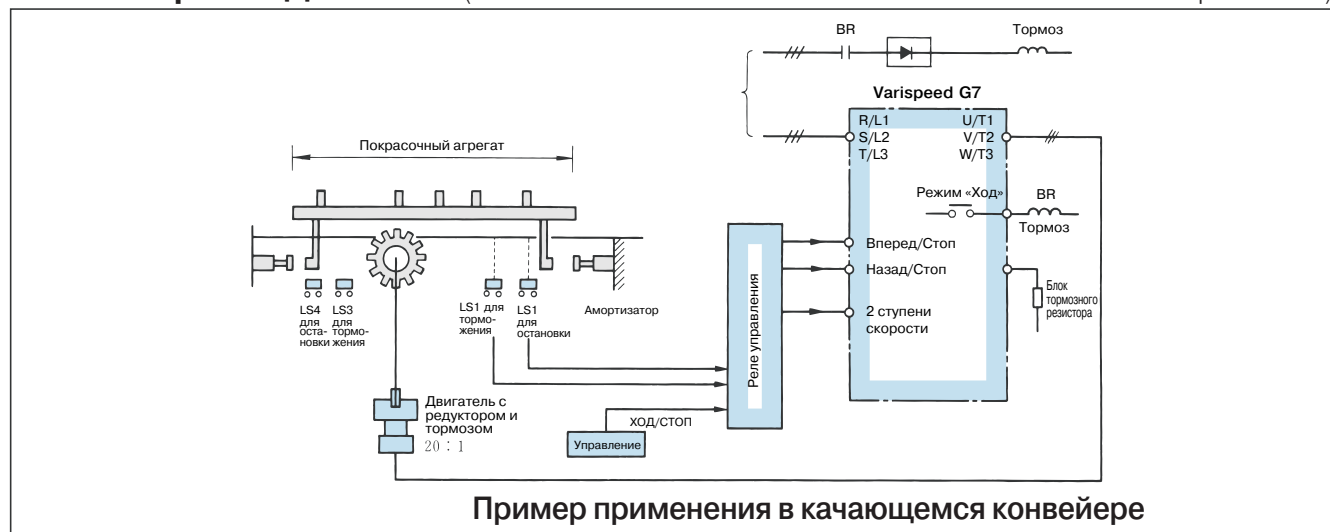 BR
Тормоз
Varispeed G7
R/L1
U/T1
S/L2
V/T2
T/L3
W/T3
Покрасочный агрегат
Режим «Ход»
BR
Тормоз
Вперед/Стоп
Назад/Стоп
2 ступени
скорости
Блок
тормозного
резистора
Реле управления
LS4
для
оста-
новки
LS3
для
тормо-
жения
LS1 для
тормо-
жения
LS1
для
остановки
Амортизатор
Двигатель с
редуктором и
тормозом
20 : 1
ХОД/СТОП
Управление
Пример применения в качающемся конвейере